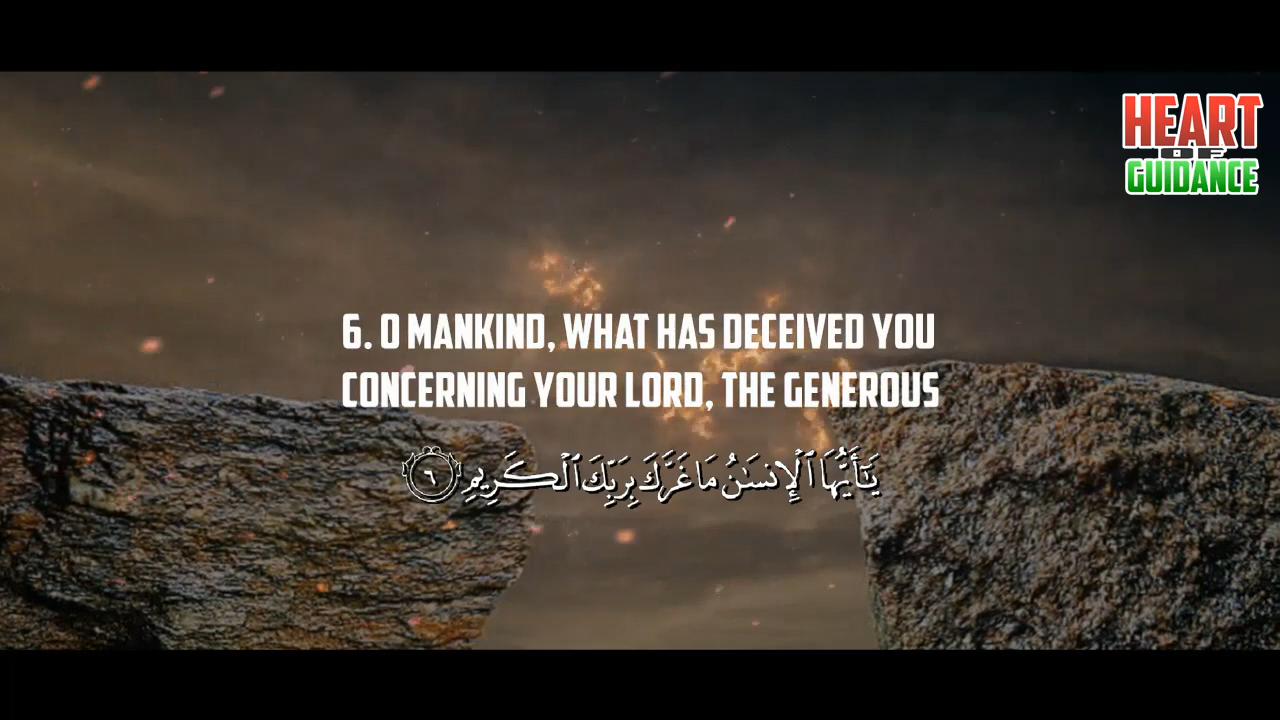 HEART
OF
GUIDANCE
6. O MANKIND, WHAT HAS DECEIVED YOU
CONCERNING YOUR LORD, THE GENEROUS
يَٰٓأَيُّهَا ٱلْإِنسَٰنُ مَا غَرَّكَ بِرَبِّكَ ٱلْكَرِيمِ ٦